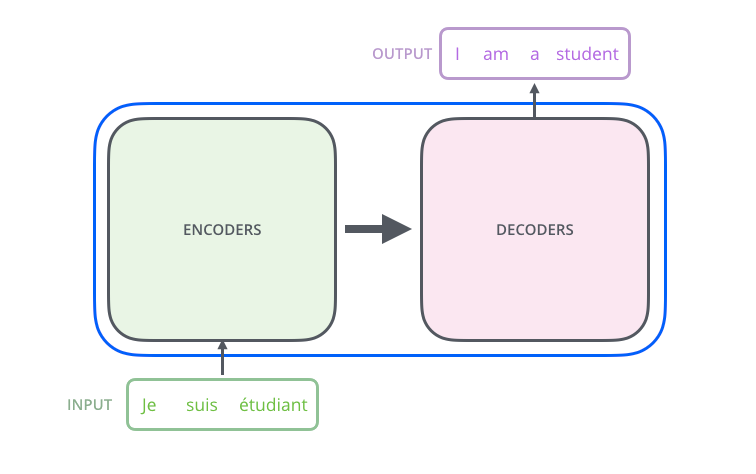 OUTPUT I am a student
ENCODERS DECODERS
INPUT Je suis étudiant